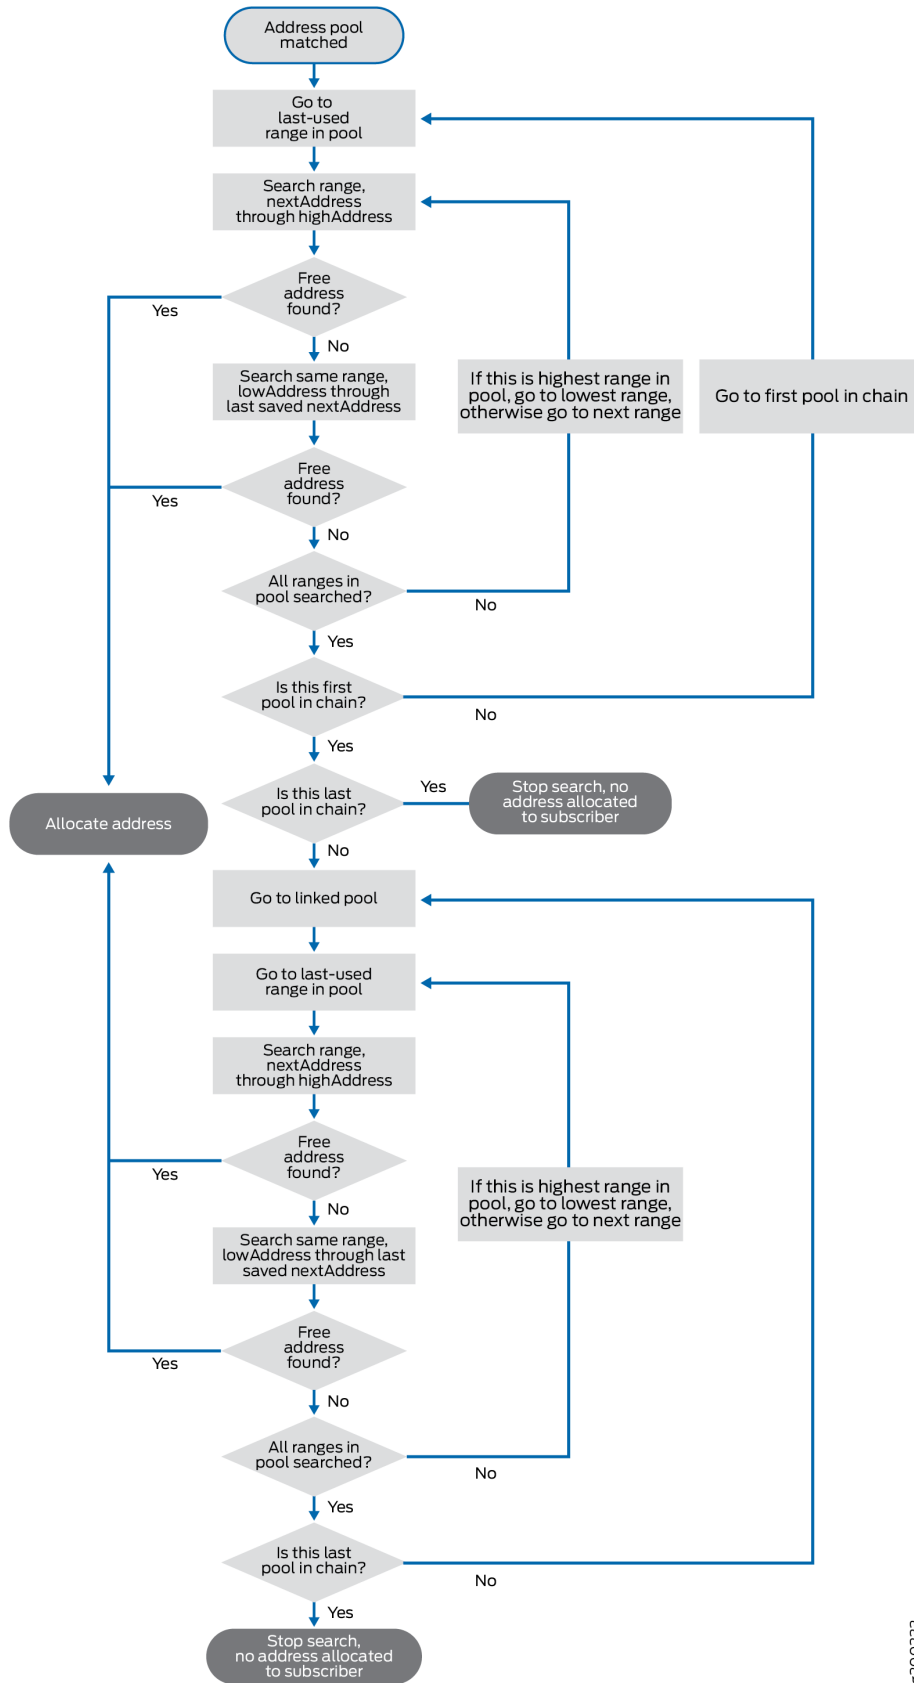 Address pool
matched
Go to
last-used
range in pool
Search range,
nextAddress
through highAddress
Free
address
found?
Yes
No
Search same range,
lowAddress through
last saved nextAddress
If this is highest range in
pool, go to lowest range,
otherwise go to next range
Go to first pool in chain
Free
address
found?
Yes
No
All ranges in
pool searched?
No
Yes
Is this first
pool in chain?
No
Yes
Is this last
pool in chain?
Yes
Stop search, no
address allocated
to subscriber
Allocate address
No
Go to linked pool
Go to last-used
range in pool
Search range,
nextAddress
through highAddress
Free
address
found?
Yes
No
Search same range,
lowAddress through last
saved nextAddress
If this is highest range in
pool, go to lowest range,
otherwise go to next range
Free
address
found?
Yes
No
All ranges in
pool searched?
No
Yes
Is this last
pool in chain?
No
Yes
Stop search,
no address allocated
to subscriber